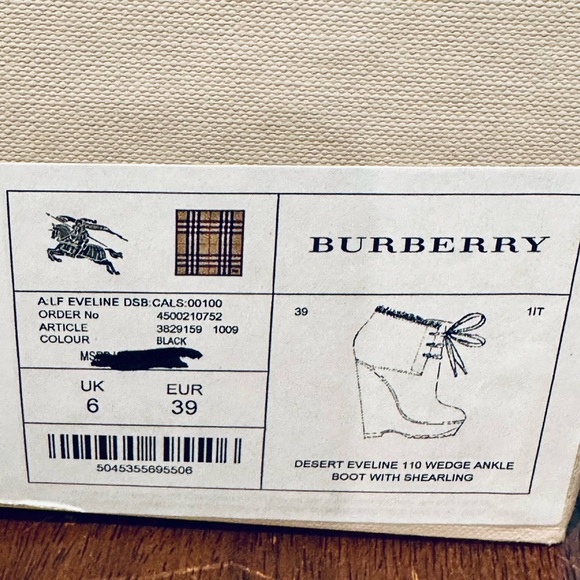 BURBERRY
A:LF EVELINE DSB:CALS:00100
ORDER No 4500210752
ARTICLE 3829159 1009
COLOUR BLACK
UK EUR
6 39
5045355695506
39 1IT
DESERT EVELINE 110 WEDGE ANKLE
BOOT WITH SHEARLING